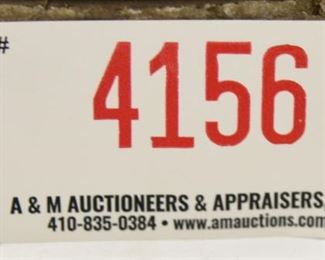 #
4156
A & M AUCTIONEERS & APPRAISERS,
410-835-0384 • www.amauctions.com